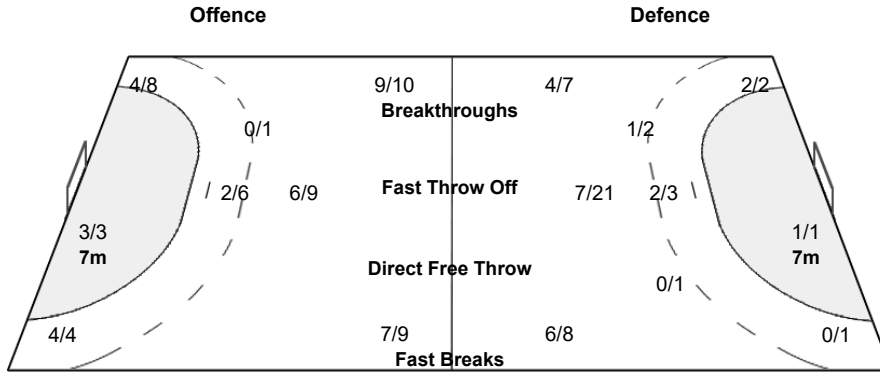 Offence Defence
4/8 9/10 4/7 2/2
Breakthroughs
0/1 1/2
Fast Throw Off
2/6 6/9 7/21 2/3
3/3 1/1
7m 7m
Direct Free Throw
0/1
4/4 7/9 6/8 0/1
Fast Breaks